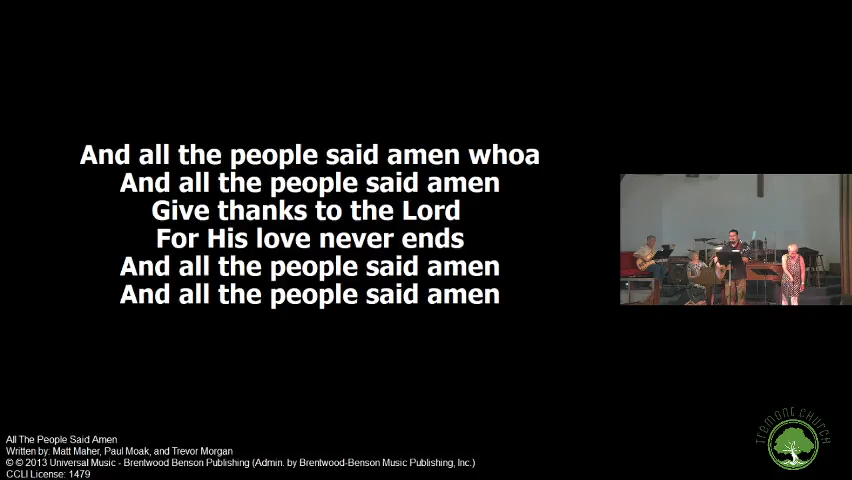 And all the people said amen whoa
And all the people said amen
Give thanks to the Lord
For His love never ends
And all the people said amen
And all the people said amen
All The People Said Amen
Written by: Matt Maher, Paul Moak, and Trevor Morgan
© © 2013 Universal Music - Brentwood Benson Publishing (Admin. by Brentwood-Benson Music Publishing, Inc.)
CCLI License: 1479
TREMONT CHURCH